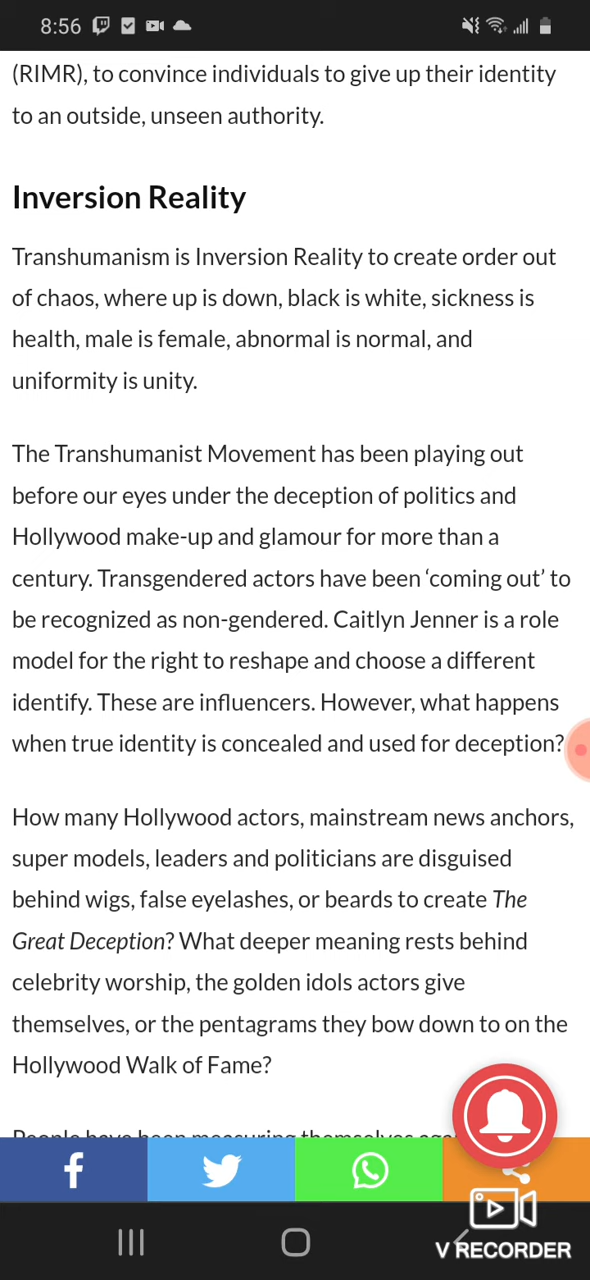 8:56
(RIMR), to convince individuals to give up their identity
to an outside, unseen authority.
Inversion Reality
Transhumanism is Inversion Reality to create order out
of chaos, where up is down, black is white, sickness is
health, male is female, abnormal is normal, and
uniformity is unity.
The Transhumanist Movement has been playing out
before our eyes under the deception of politics and
Hollywood make-up and glamour for more than a
century. Transgendered actors have been ‘coming out’ to
be recognized as non-gendered. Caitlyn Jenner is a role
model for the right to reshape and choose a different
identify. These are influencers. However, what happens
when true identity is concealed and used for deception?
How many Hollywood actors, mainstream news anchors,
super models, leaders and politicians are disguised
behind wigs, false eyelashes, or beards to create The
Great Deception? What deeper meaning rests behind
celebrity worship, the golden idols actors give
themselves, or the pentagrams they bow down to on the
Hollywood Walk of Fame?
People have been measuring themselves
V RECORDER